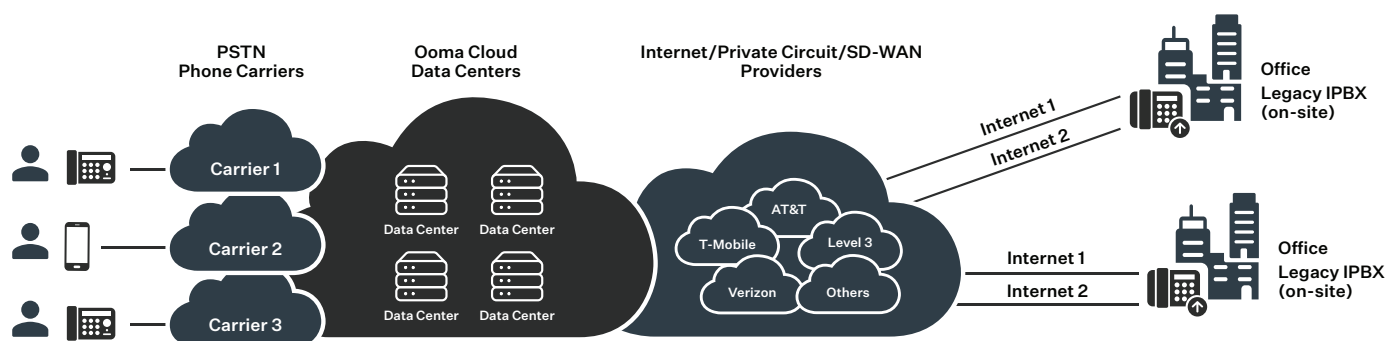 PSTN
Phone Carriers
Ooma Cloud
Data Centers
Internet/Private Circuit/SD-WAN
Providers
Carrier 1
Carrier 2
Carrier 3
Data Center
Data Center
Data Center
Data Center
AT&T
T-Mobile
Level 3
Verizon
Others
Internet 1
Internet 2
Office
Legacy IPBX
(on-site)
Internet 1
Internet 2
Office
Legacy IPBX
(on-site)